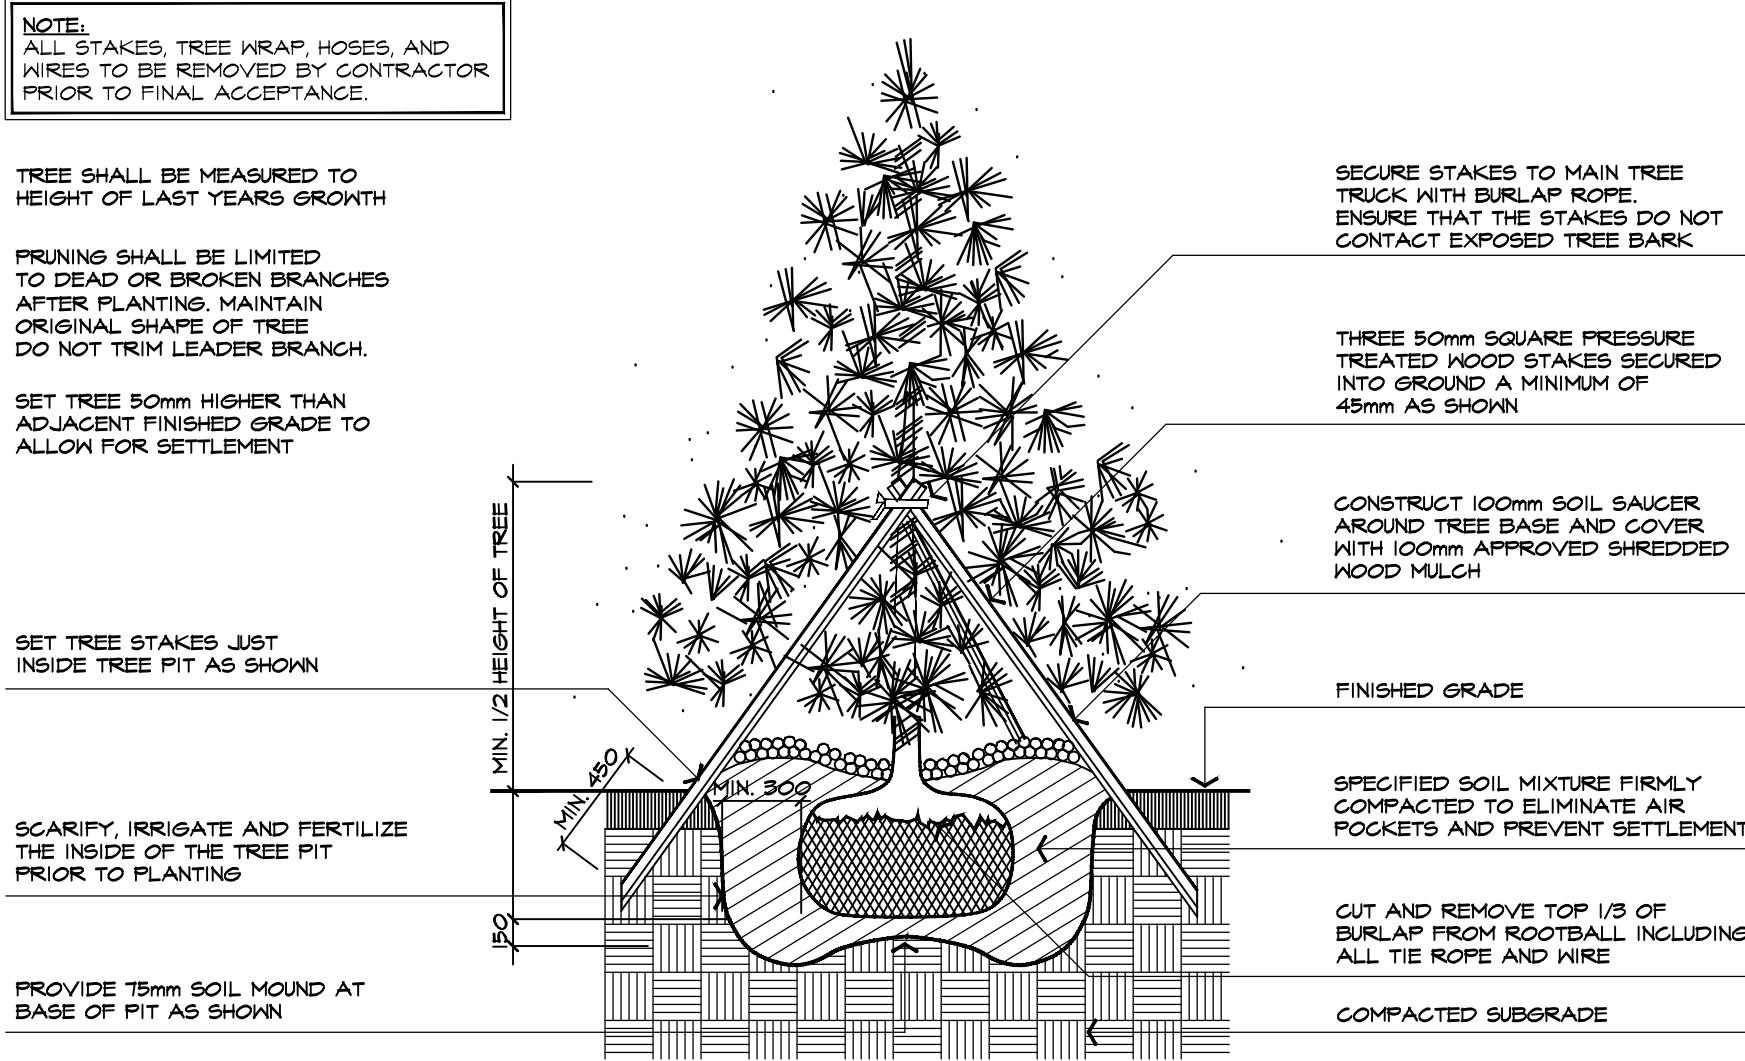 NOTE:
ALL STAKES, TREE WRAP, HOSES, AND
WIRES TO BE REMOVED BY CONTRACTOR
PRIOR TO FINAL ACCEPTANCE.
TREE SHALL BE MEASURED TO
HEIGHT OF LAST YEARS GROWTH
PRUNING SHALL BE LIMITED
TO DEAD OR BROKEN BRANCHES
AFTER PLANTING. MAINTAIN
ORIGINAL SHAPE OF TREE
DO NOT TRIM LEADER BRANCH.
SET TREE 50mm HIGHER THAN
ADJACENT FINISHED GRADE TO
ALLOW FOR SETTLEMENT
SET TREE STAKES JUST
INSIDE TREE PIT AS SHOWN
SCARIFY, IRRIGATE AND FERTILIZE
THE INSIDE OF THE TREE PIT
PRIOR TO PLANTING
PROVIDE 75mm SOIL MOUND AT
BASE OF PIT AS SHOWN
MIN. 1/2 HEIGHT OF TREE
150
MIN. 450
MIN. 300
SECURE STAKES TO MAIN TREE
TRUCK WITH BURLAP ROPE.
ENSURE THAT THE STAKES DO NOT
CONTACT EXPOSED TREE BARK
THREE 50mm SQUARE PRESSURE
TREATED WOOD STAKES SECURED
INTO GROUND A MINIMUM OF
45mm AS SHOWN
CONSTRUCT 100mm SOIL SAUCER
AROUND TREE BASE AND COVER
WITH 100mm APPROVED SHREDDED
WOOD MULCH
FINISHED GRADE
SPECIFIED SOIL MIXTURE FIRMLY
COMPACTED TO ELIMINATE AIR
POCKETS AND PREVENT SETTLEMENT
CUT AND REMOVE TOP 1/3 OF
BURLAP FROM ROOTBALL INCLUDING
ALL TIE ROPE AND WIRE
COMPACTED SUBGRADE